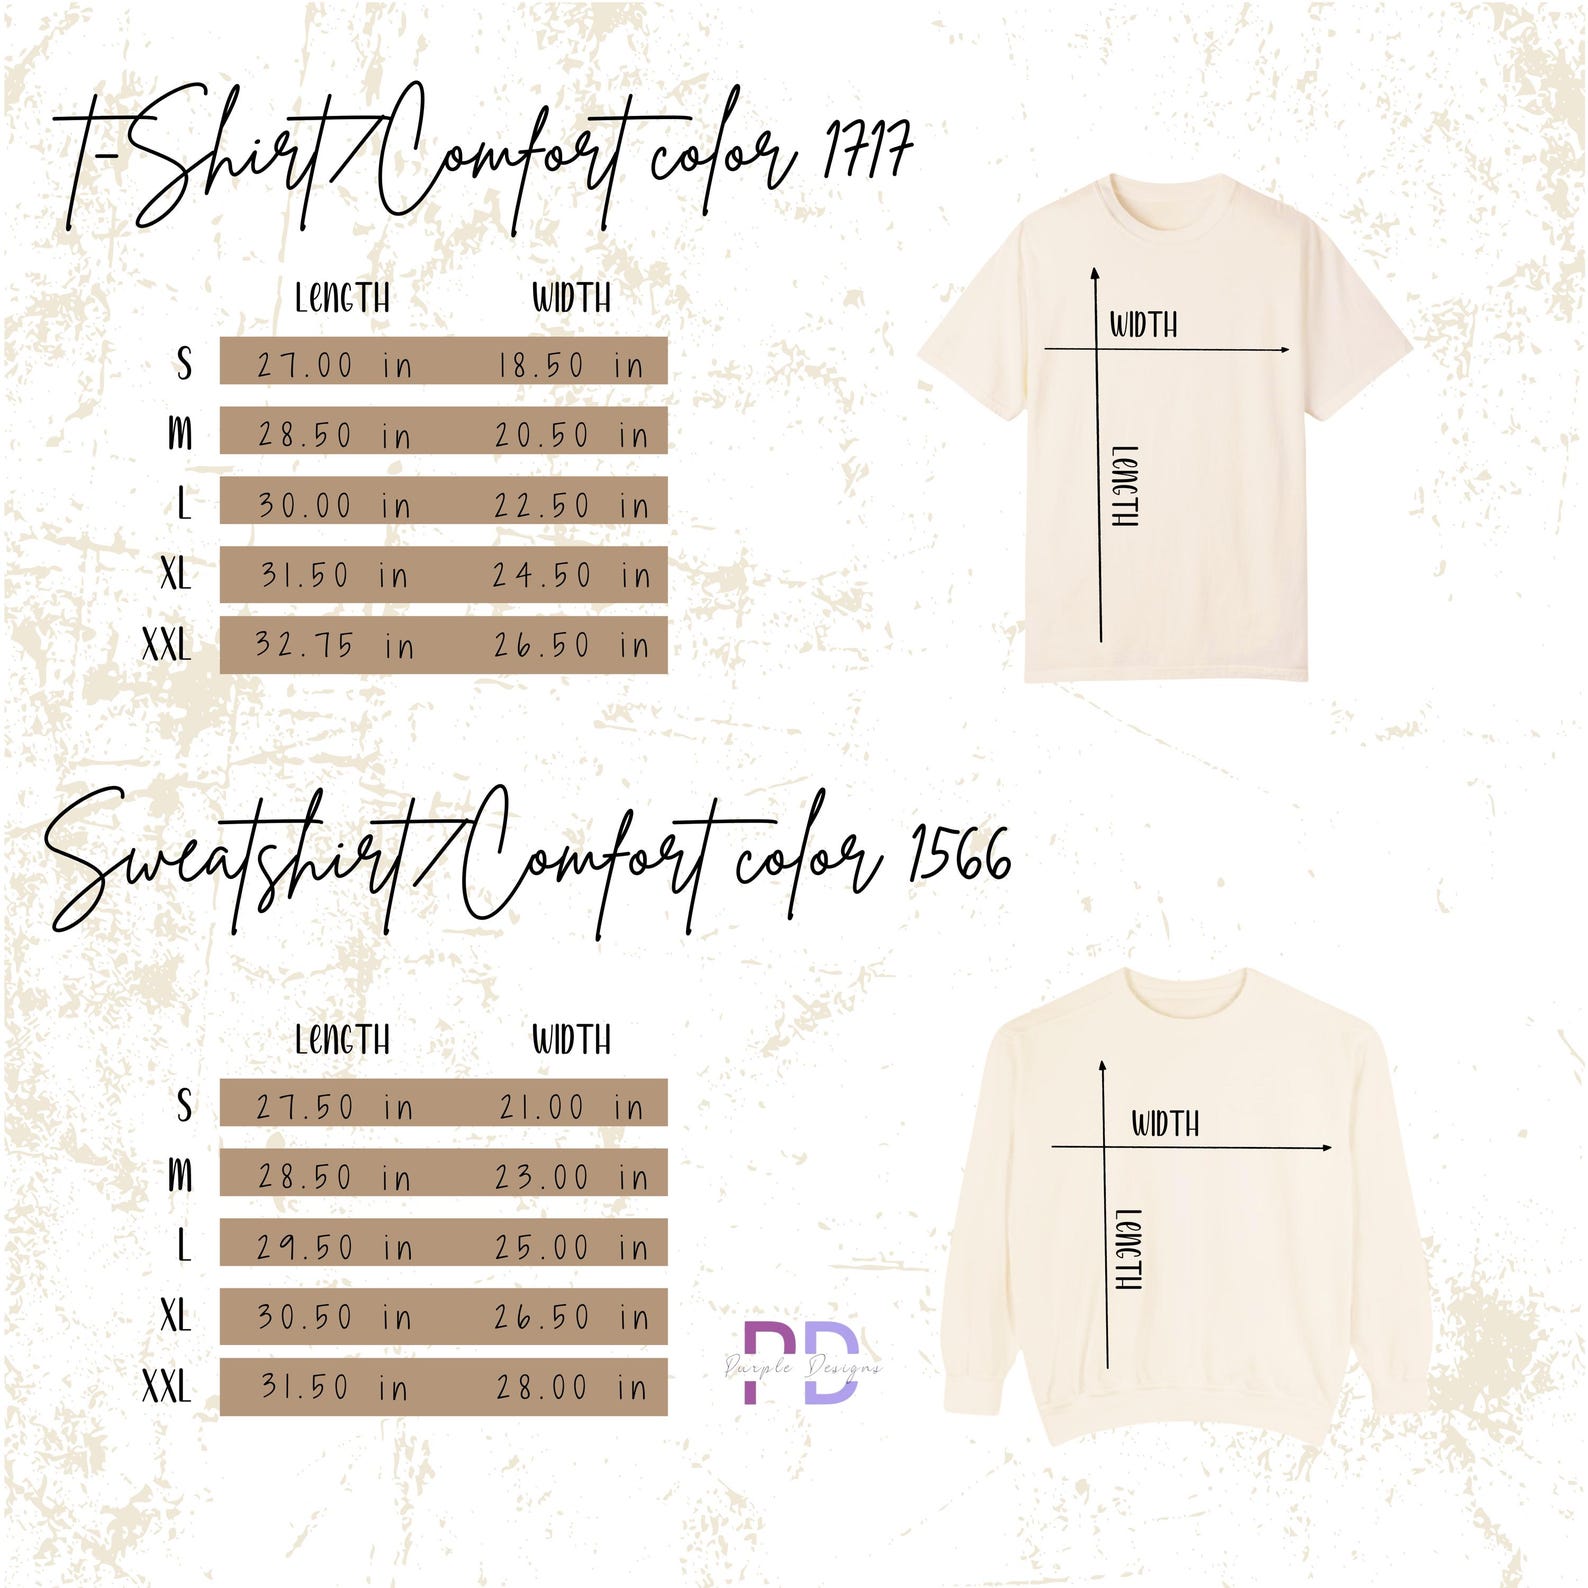 T-Shirt/Comfort color 1717
LENGTH WIDTH
S 27.00 in 18.50 in
M 28.50 in 20.50 in
L 30.00 in 22.50 in
XL 31.50 in 24.50 in
XXL 32.75 in 26.50 in
WIDTH
LENGTH
Sweatshirt/Comfort color 1566
LENGTH WIDTH
S 27.50 in 21.00 in
M 28.50 in 23.00 in
L 29.50 in 25.00 in
XL 30.50 in 26.50 in
XXL 31.50 in 28.00 in
WIDTH
LENGTH
PD
Purple Designs